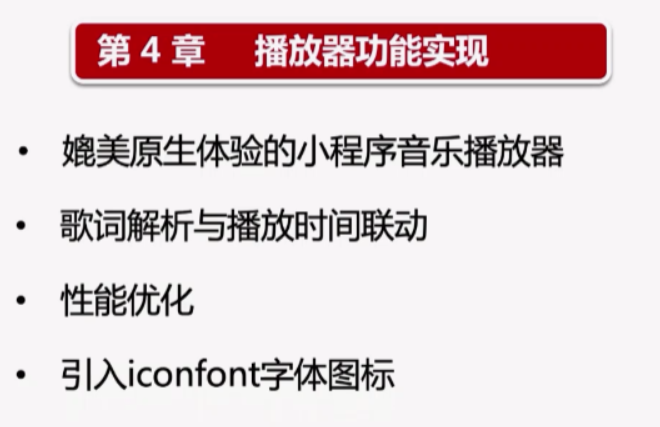 第 4 章 播放器功能实现
• 媲美原生体验的小程序音乐播放器
• 歌词解析与播放时间联动
• 性能优化
• 引入iconfont字体图标